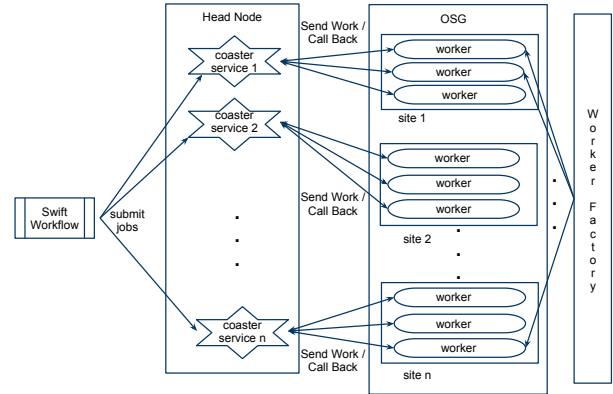 Head Node
OSG
Send Work /
Call Back
coaster
service 1
worker
worker
worker
site 1
coaster
service 2
worker
worker
worker
site 2
Send Work /
Call Back
Swift
Workflow
submit
jobs
coaster
service n
worker
worker
worker
site n
Send Work /
Call Back
Worker Factory